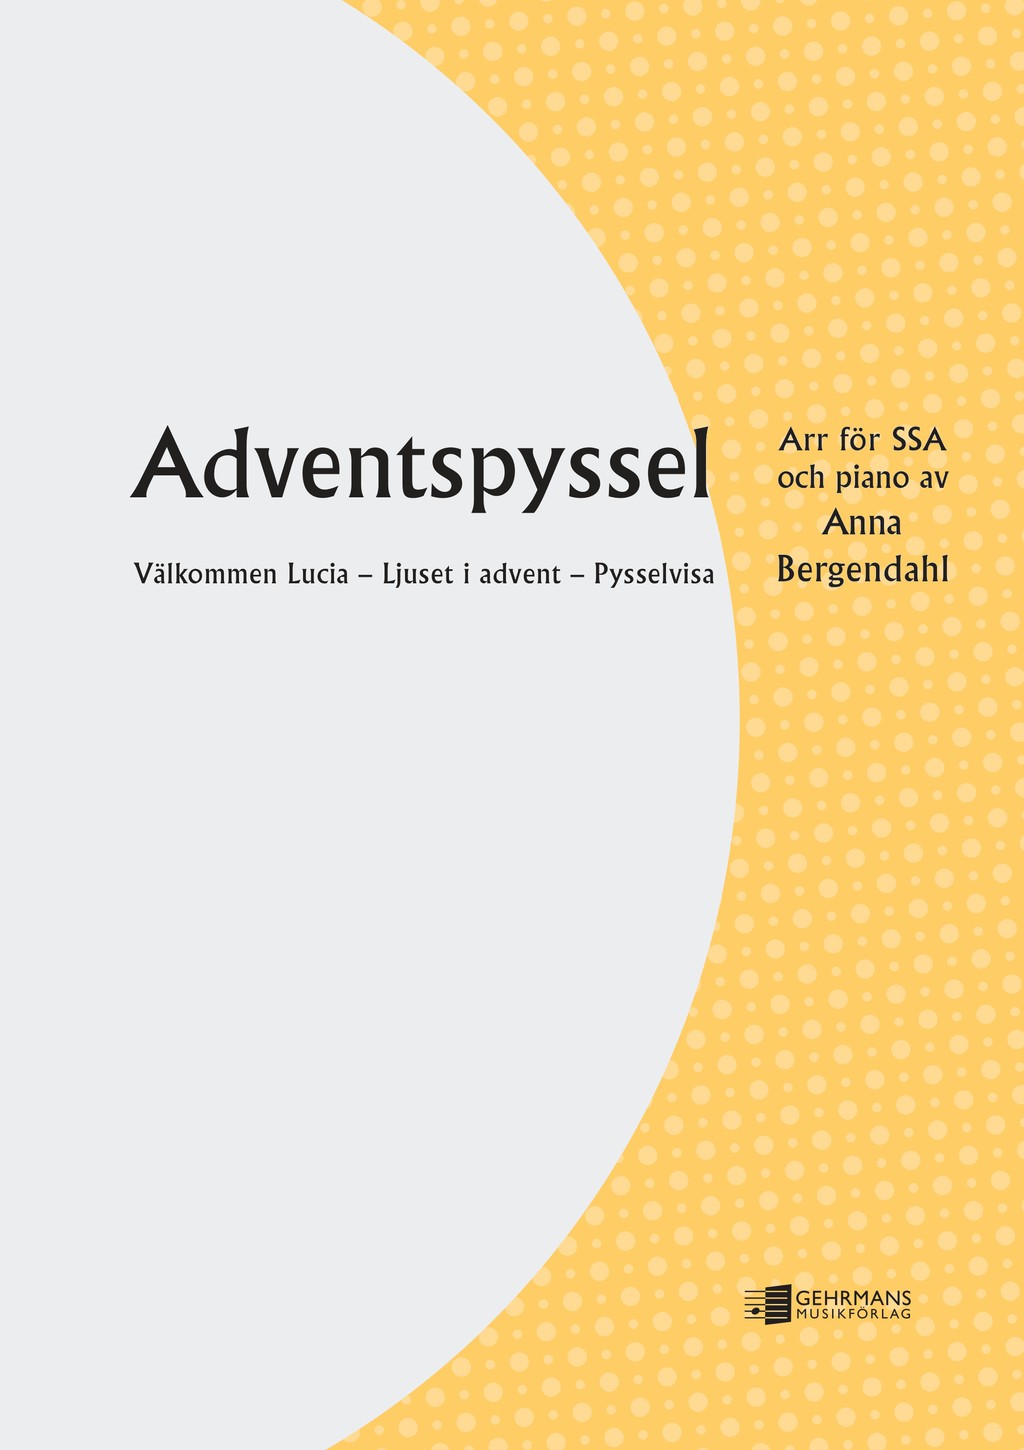 Adventspyssel
Välkommen Lucia – Ljuset i advent – Pysselvisa
Arr för SSA
och piano av
Anna
Bergendahl
GEHRMANS
MUSIKFÖRLAG